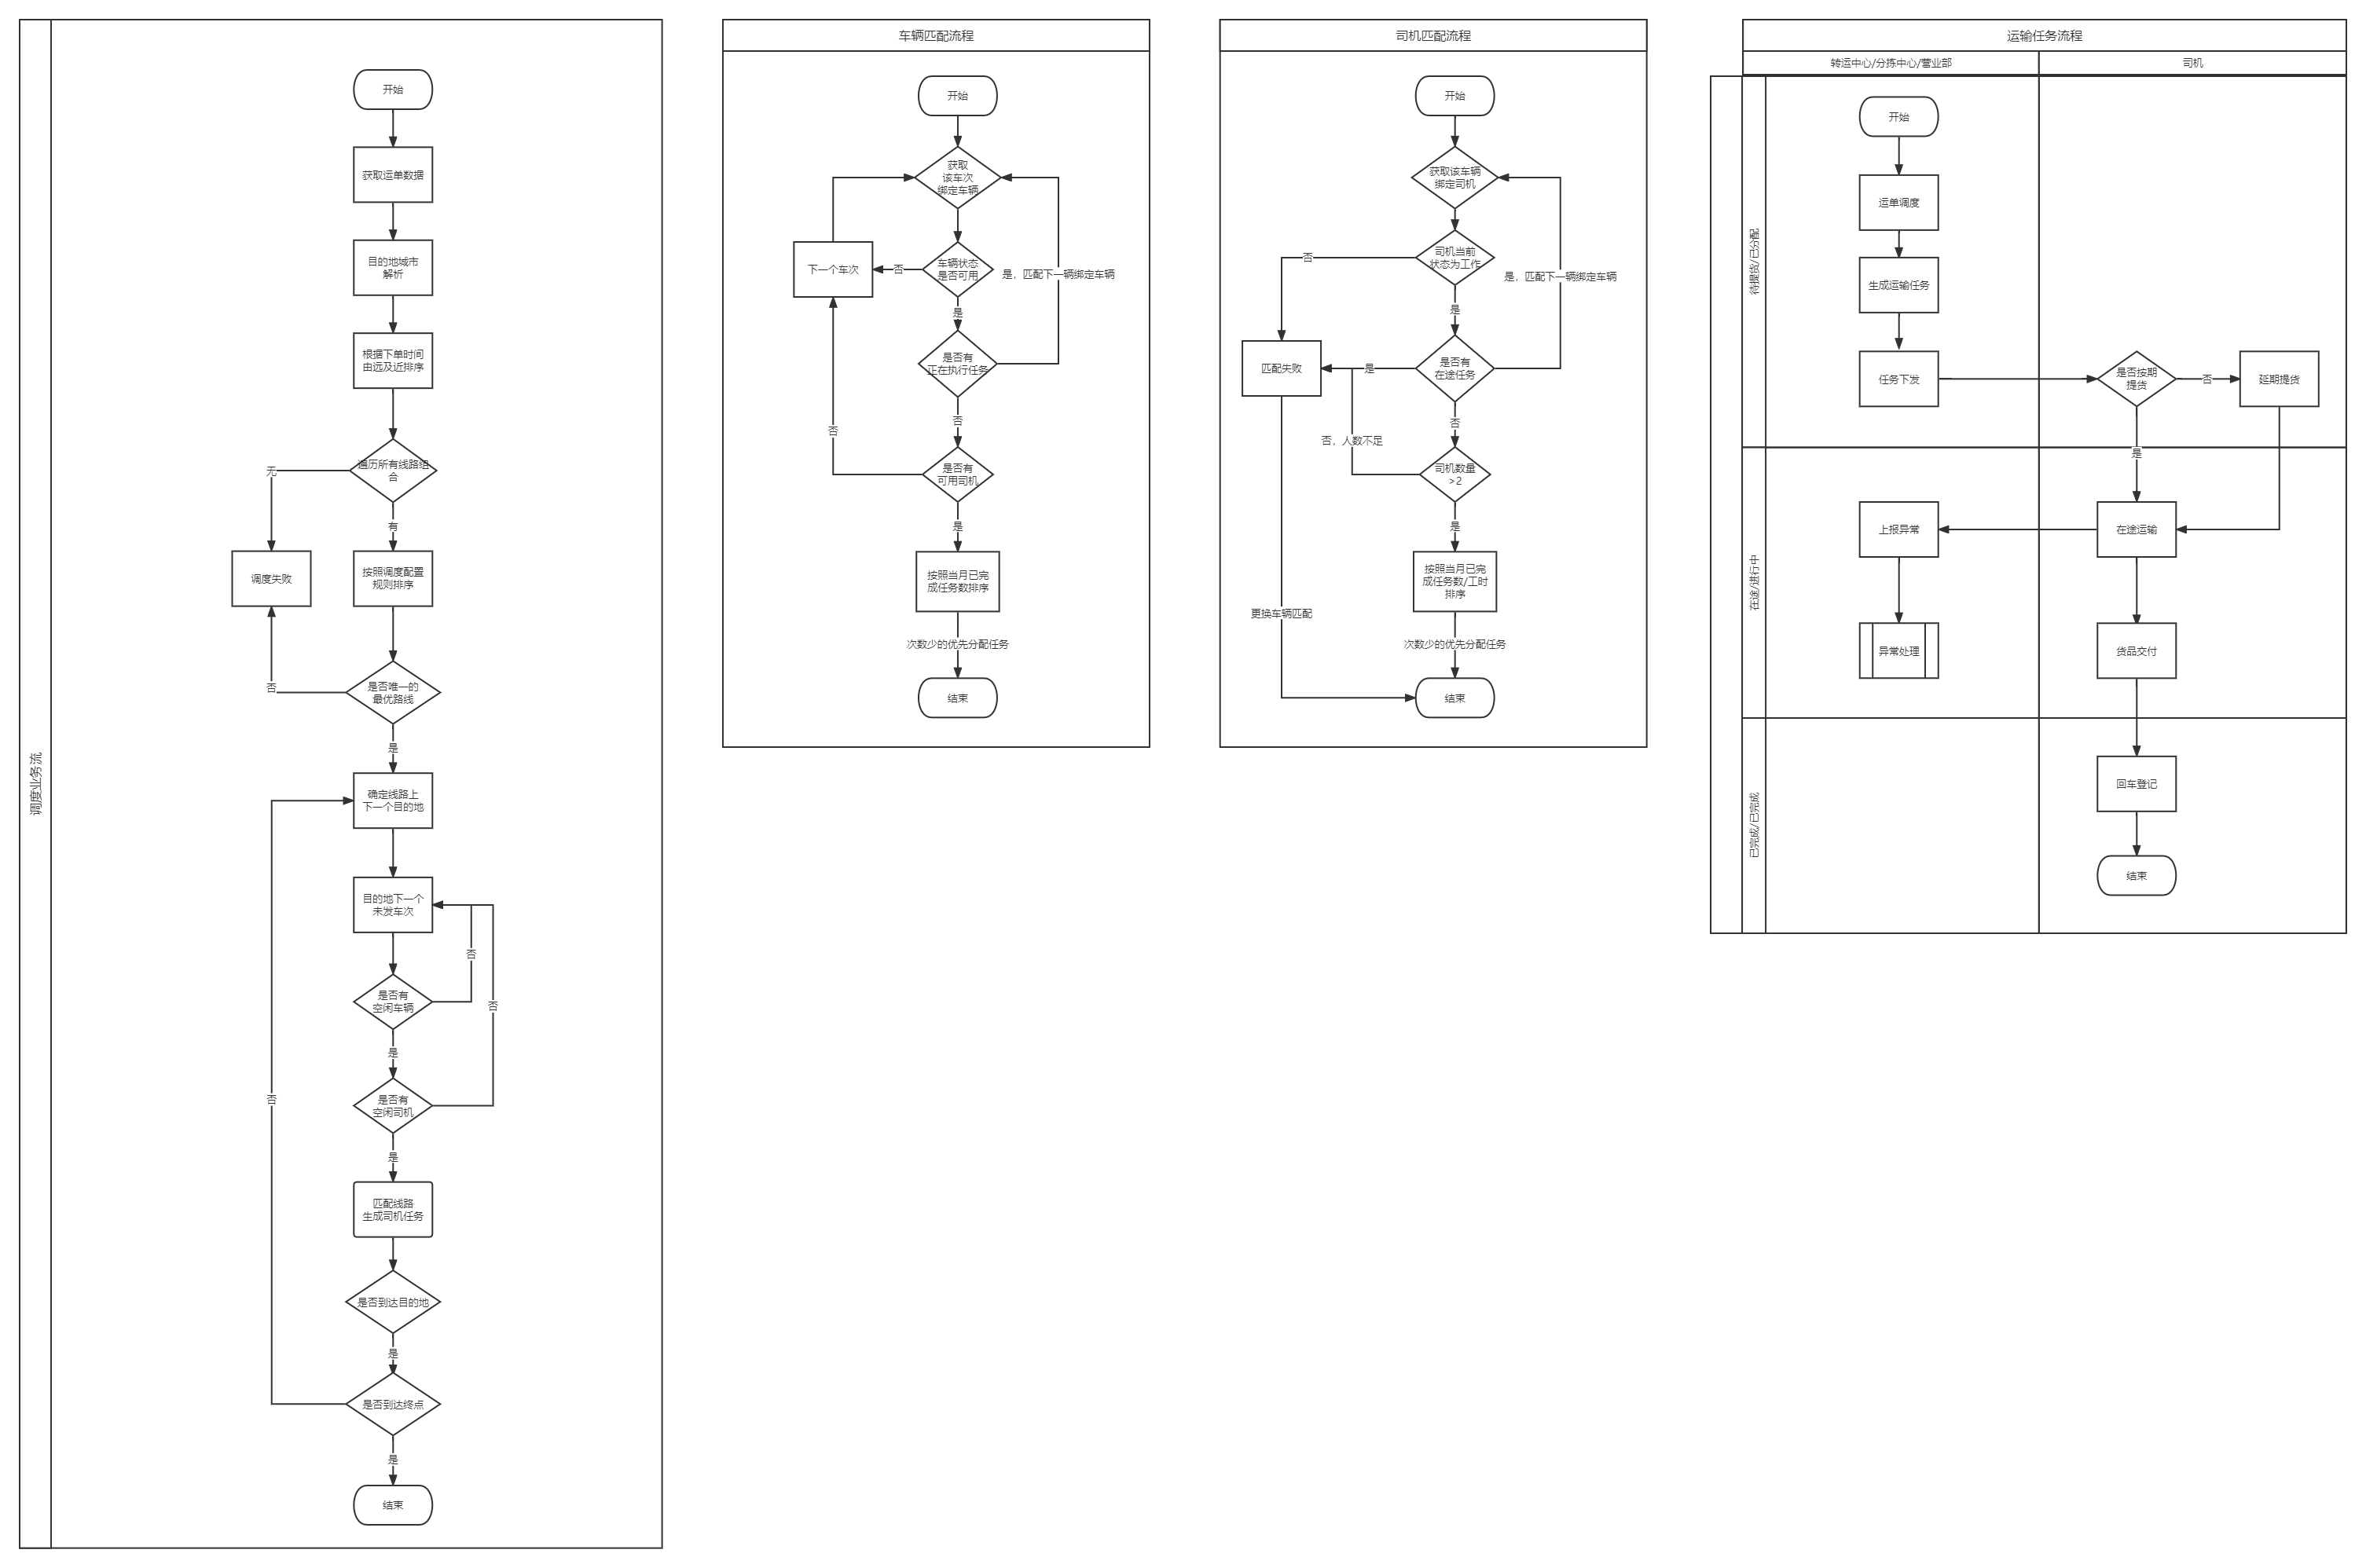 调度业务流
开始
获取运单数据
目的地城市
解析
根据下单时间
由远及近排序
遍历所有线路组
合
无
有
调度失败
按照调度配置
规则排序
是否唯一的
最优路线
否
是
确定线路上
下一个目的地
目的地下一个
未发车次
否
是否有
空闲车辆
否
是
否
是否有
空闲司机
是
匹配线路
生成司机任务
是否到达目的地
是
是否到达终点
是
结束
车辆匹配流程
开始
获取
该车次
绑定车辆
下一个车次
否
车辆状态
是否可用
是，匹配下一辆绑定车辆
是
是否有
正在执行任务
否
否
是否有
可用司机
是
按照当月已完
成任务数排序
次数少的优先分配任务
结束
司机匹配流程
开始
获取该车辆
绑定司机
否
司机当前
状态为工作
是，匹配下一辆绑定车辆
是
匹配失败
是
是否有
在途任务
否
否，人数不足
司机数量
>2
是
按照当月已完
成任务数/工时
排序
更换车辆匹配
次数少的优先分配任务
结束
运输任务流程
转运中心/分拣中心/营业部
司机
待提货/已分配
开始
运单调度
生成运输任务
任务下发
是否按期
提货
否
延期提货
是
在途/进行中
上报异常
在途运输
异常处理
货品交付
已完成/已完成
回车登记
结束